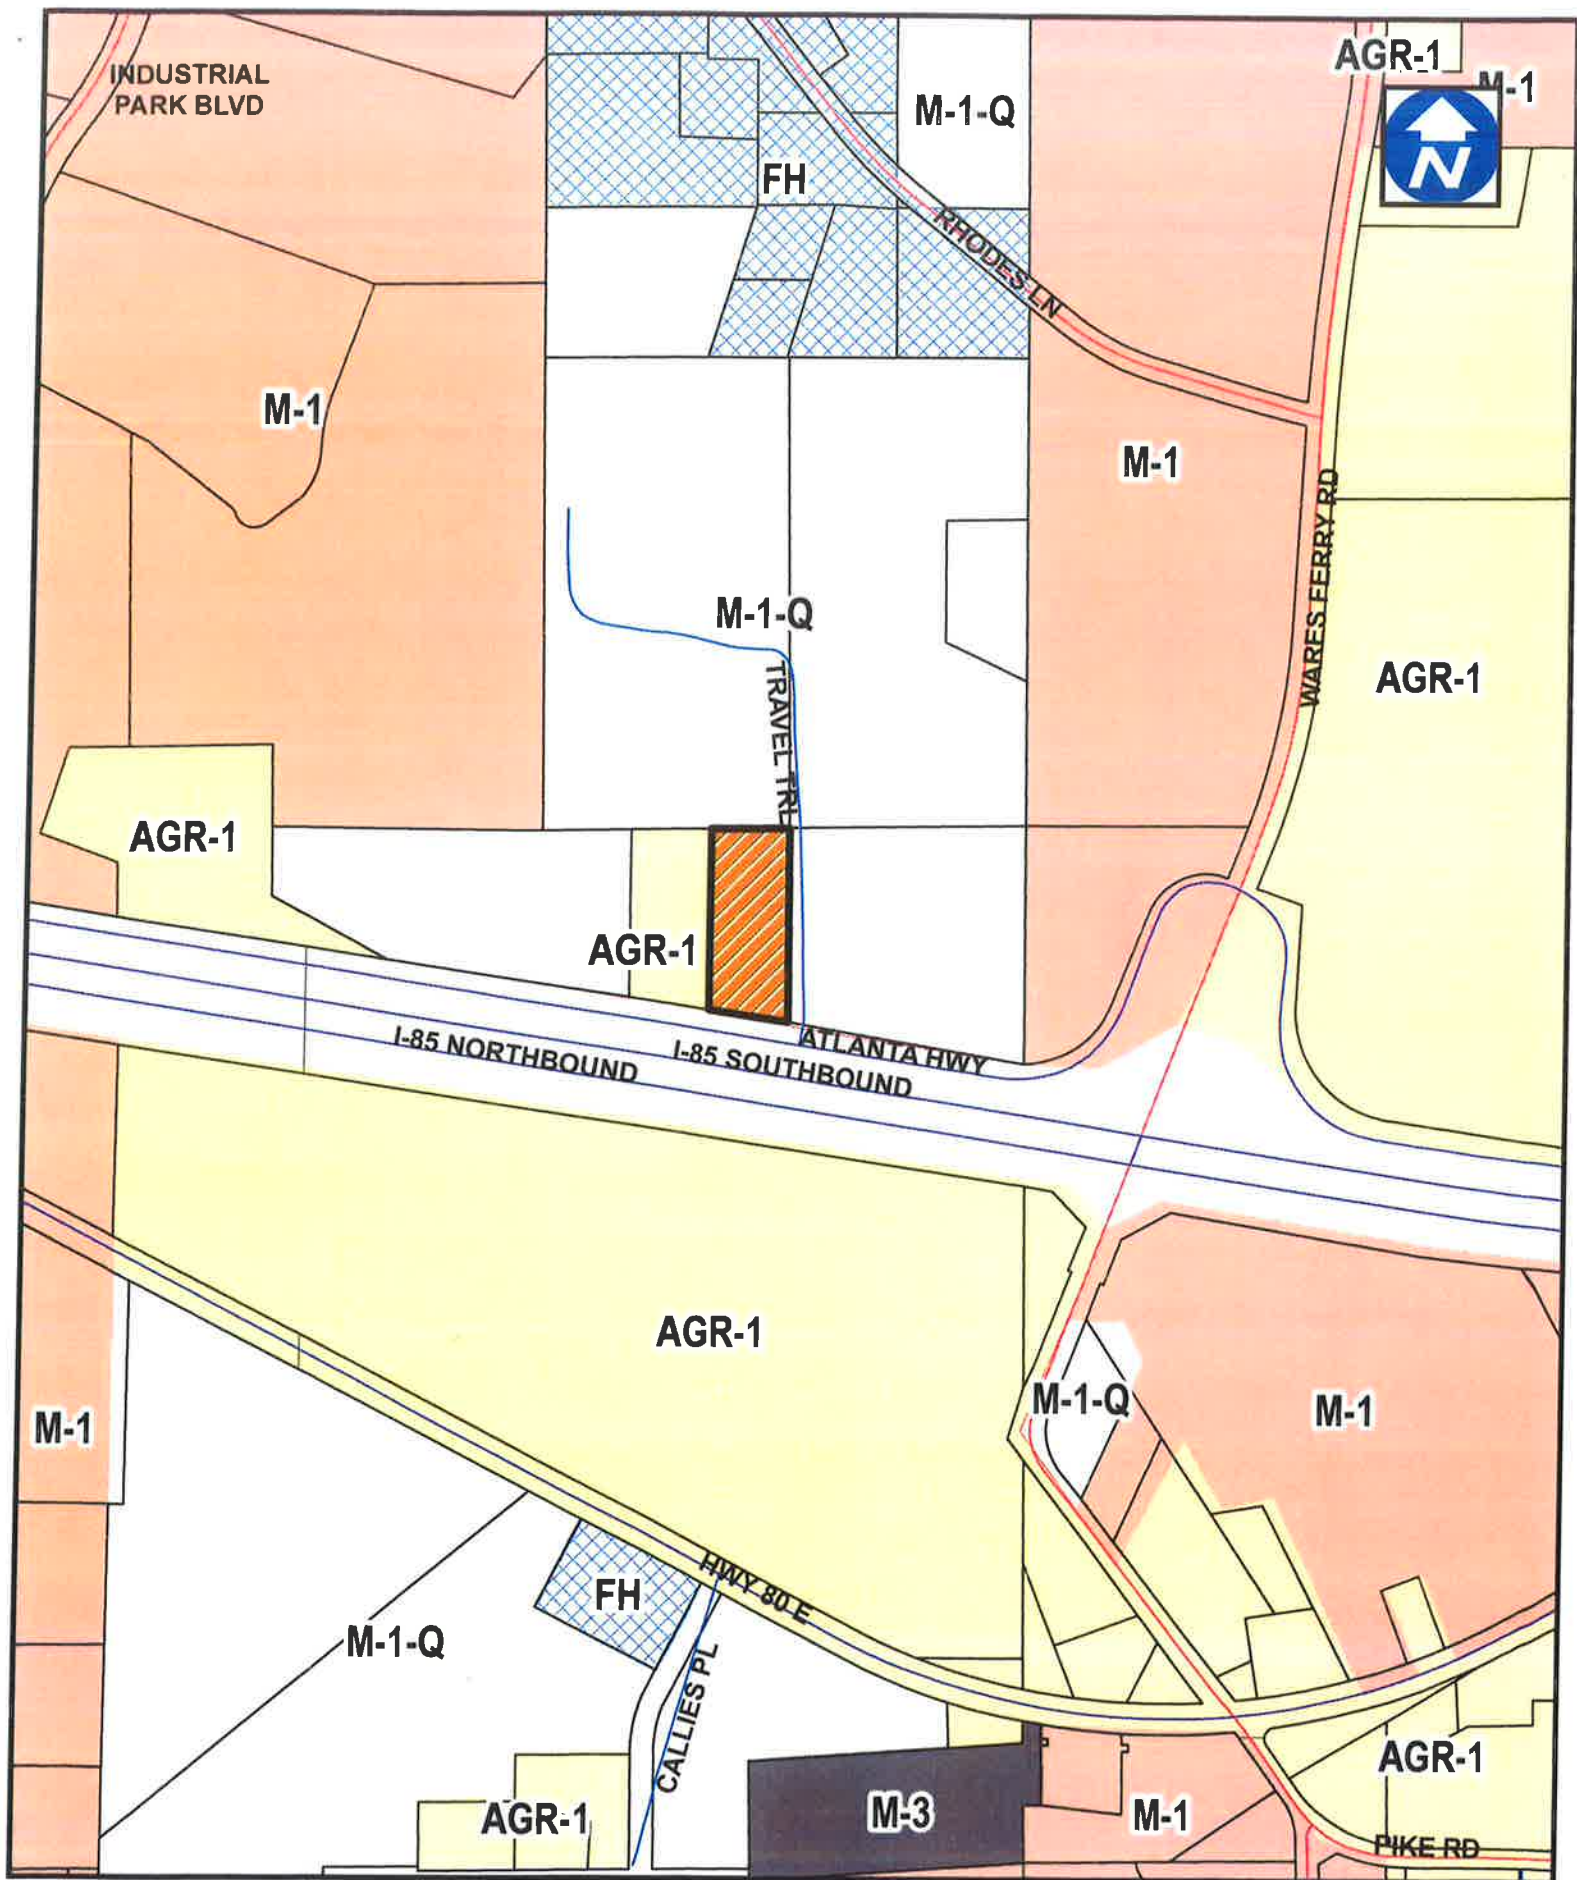 AGR-1
INDUSTRIAL
PARK BLVD
M-1-Q
M-1
N
FH
RHODES LN
M-1
M-1
WARES FERRY RD
M-1-Q
AGR-1
TRAVEL TRL
AGR-1
AGR-1
ATLANTA HWY
I-85 NORTHBOUND
I-85 SOUTHBOUND
AGR-1
M-1-Q
M-1
M-1
HWY 80 E
FH
M-1-Q
CALLIES PL
AGR-1
AGR-1
M-3
M-1
PIKE RD